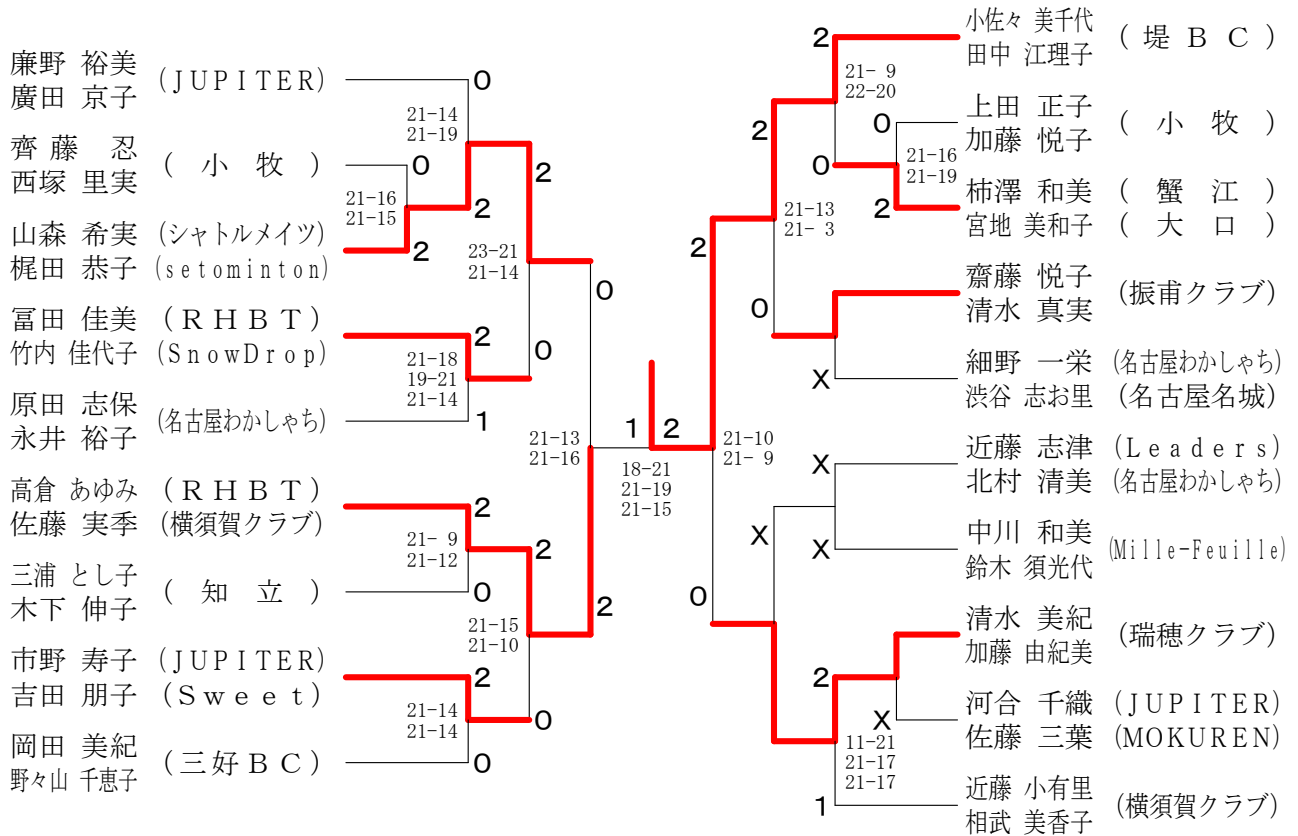 廉野 裕美 (JUPITER)
廣田 京子
0
21-14
21-19
齊藤 忍 (小牧)
西塚 里実
0
21-16
21-15
2
2
山森 希実 (シャトルメイツ)
梶田 恭子 (setominton)
2
23-21
21-14
0
冨田 佳美 (RHBT)
竹内 佳代子 (SnowDrop)
2
0
21-18
19-21
21-14
原田 志保 (名古屋わかしゃち)
永井 裕子
1
21-13
21-16
高倉 あゆみ (RHBT)
佐藤 実季 (横須賀クラブ)
2
21- 9
21-12
2
三浦 とし子 (知立)
木下 伸子
0
2
21-15
21-10
市野 寿子 (JUPITER)
吉田 朋子 (Sweet)
2
21-14
21-14
0
岡田 美紀 (三好BC)
野々山 千恵子
0
1 2
18-21
21-19
21-15
小佐々 美千代 (堤BC)
田中 江理子
2
21- 9
22-20
上田 正子 (小牧)
加藤 悦子
0
2
0
21-16
21-19
柿澤 和美 (蟹江)
宮地 美和子 (大口)
2
21-13
21- 3
2
齋藤 悦子 (振甫クラブ)
清水 真実
0
細野 一栄 (名古屋わかしゃち)
渋谷 志お里 (名古屋名城)
X
21-10
21- 9
近藤 志津 (Leaders)
北村 清美 (名古屋わかしゃち)
X
X
中川 和美 (Mille-Feuille)
鈴木 須光代
X
0
清水 美紀 (瑞穂クラブ)
加藤 由紀美
2
河合 千織 (JUPITER)
佐藤 三葉 (MOKUREN)
X
11-21
21-17
21-17
近藤 小有里 (横須賀クラブ)
相武 美香子
1